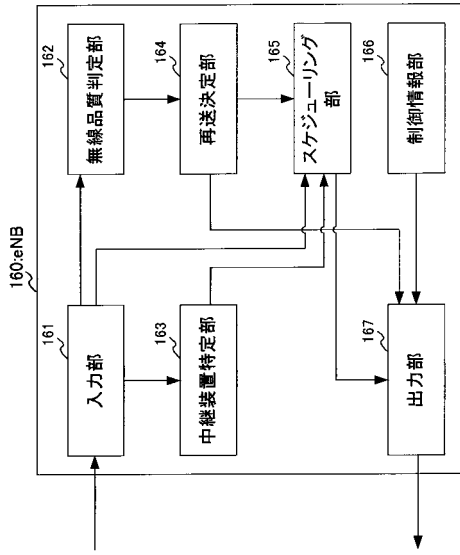 160:eNB
161
入力部
162
無線品質判定部
163
中継装置特定部
164
再送決定部
165
スケジューリング
部
166
制御情報部
167
出力部